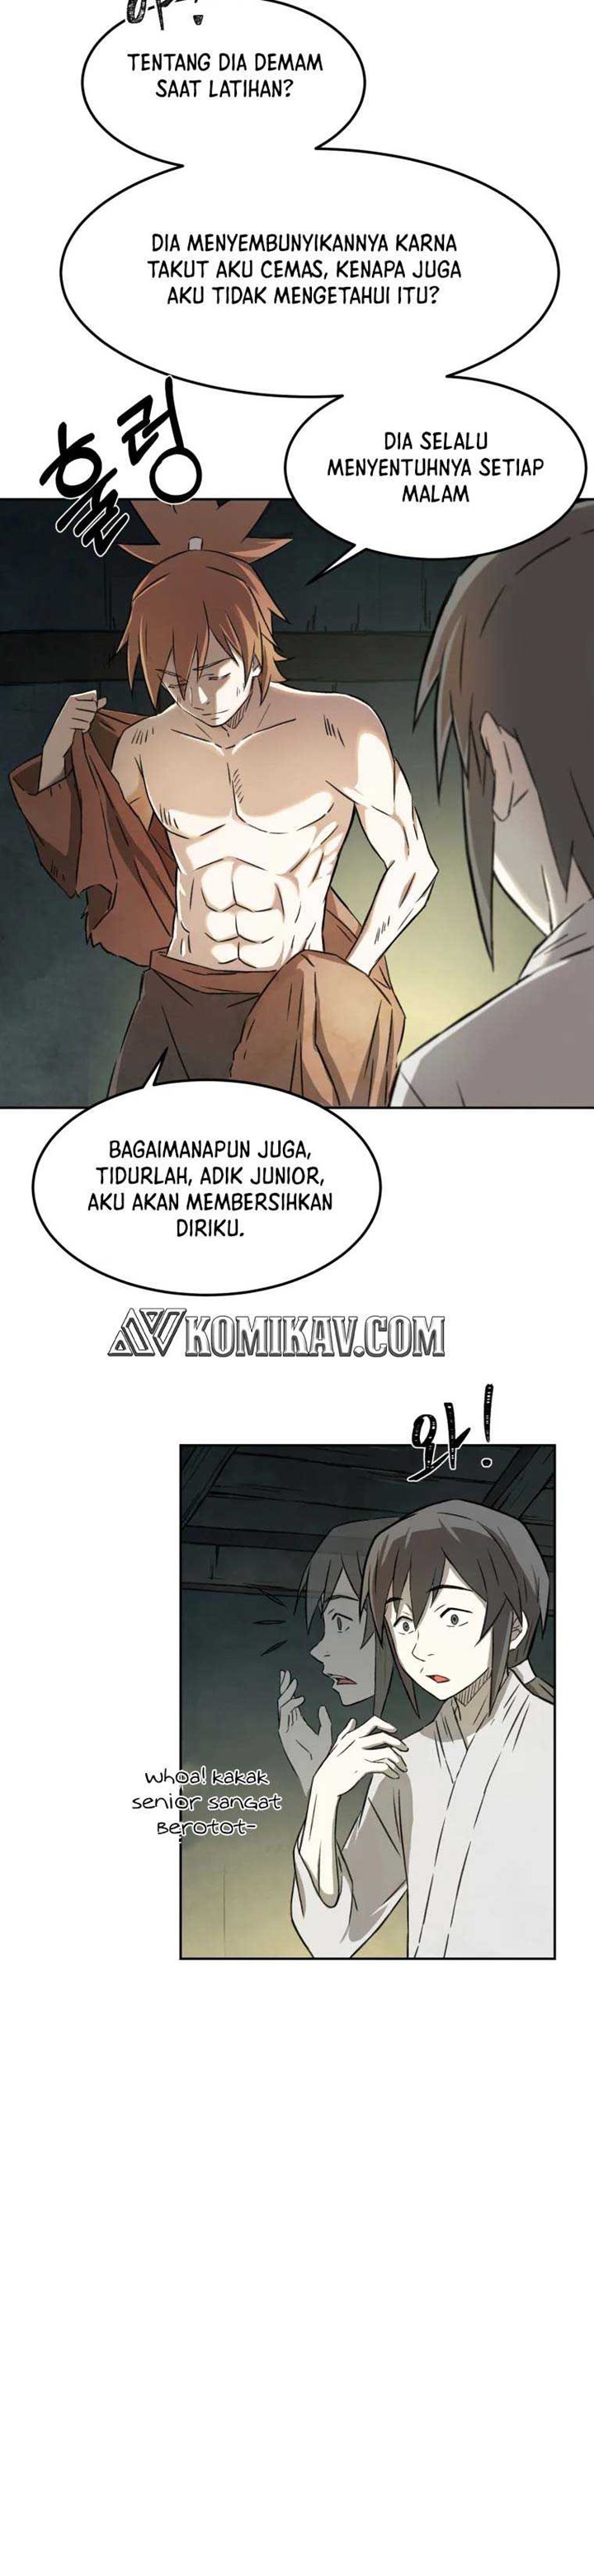 TENTANG DIA DEMAM
SAAT LATIHAN?
DIA MENYEMBUNYIKANNYA KARNA
TAKUT AKU CEMAS, KENAPA JUGA
AKU TIDAK MENGETAHUI ITU?
DIA SELALU
MENYENTUHNYA SETIAP
MALAM
훌렁
BAGAIMANAPUN JUGA,
TIDURLAH, ADIK JUNIOR,
AKU AKAN MEMBERSIHKAN
DIRIKU.
KOMIKAV.COM
와!
whoa! kakak
senior sangat
Berotot-